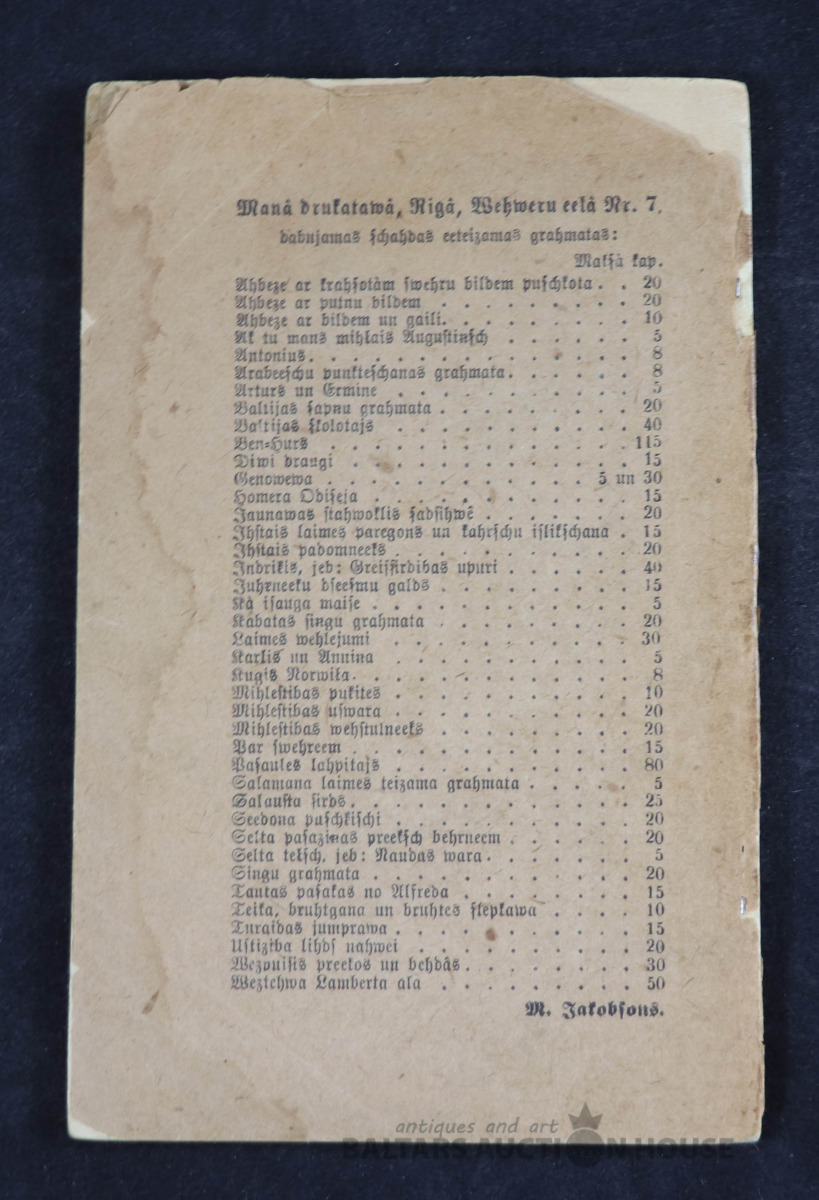 Manâ drukatawâ, Rigâ, Wehweru eelâ Nr. 7,
dabujamas schahdas eeteizamas grahmatas:
Maksâ kap.
Ahbeze ar krahsotàm swehru bildem puschkota . . 20
Ahbeze ar putnu bildem . . . . . . . . . 20
Ahbeze ar bildem un gaili. . . . . . . . . 10
Ak tu mans mihlais Augustinsch . . . . . . 5
Antonius. . . . . . . . . . . . . . . 8
Arabeeschu punkteschanas grahmata. . . . . . 8
Arturs un Ermine . . . . . . . . . . . 5
Baltijas sapnu grahmata . . . . . . . . . 20
Baltijas skolotajs . . . . . . . . . . . 40
Ben-Hurs . . . . . . . . . . . . . . 115
Diwi draugi . . . . . . . . . . . . . 15
Genowewa . . . . . . . . . . . . 5 un 30
Homera Odiseja . . . . . . . . . . . . 15
Jaunawas stahwoklis sadsihwê . . . . . . . 20
Ihstais laimes paregons un kahrschu islikschana . 15
Ihstais padomneeks . . . . . . . . . . . 20
Indrikis, jeb: Greissirdibas upuri . . . . . . 40
Juhrneeku dseesmu galds . . . . . . . . . 15
Kà isauga maise . . . . . . . . . . . . 5
Kabatas singu grahmata . . . . . . . . . 20
Laimes wehlejumi . . . . . . . . . . . 30
Karlis un Annina . . . . . . . . . . . 5
Kugis Norwika. . . . . . . . . . . . . 8
Mihlestibas pukites . . . . . . . . . . . 10
Mihlestibas uswara . . . . . . . . . . . 20
Mihlestibas wehstulneeks . . . . . . . . . 20
Par swehreem . . . . . . . . . . . . . 15
Pasaules lahpitajs . . . . . . . . . . . 80
Salamana laimes teizama grahmata . . . . . 5
Salausta sirds. . . . . . . . . . . . . 25
Seedona puschkischi . . . . . . . . . . . 20
Selta pasazinas preeksch behrneem . . . . . . 20
Selta telsch, jeb: Naudas wara. . . . . . . 5
Singu grahmata . . . . . . . . . . . . 20
Tautas pasakas no Alfreda . . . . . . . . 15
Teika, bruhtgana un bruhtes slepkawa . . . . 10
Turaidas jumprawa . . . . . . . . . . . 15
Ustiziba lihds nahwei . . . . . . . . . . 20
Wezpuisis preekos un behdâs. . . . . . . . 30
Weztehwa Lamberta ala . . . . . . . . . 50
M. Jakobsons.
antiques and art
BALTARS AUCTION HOUSE